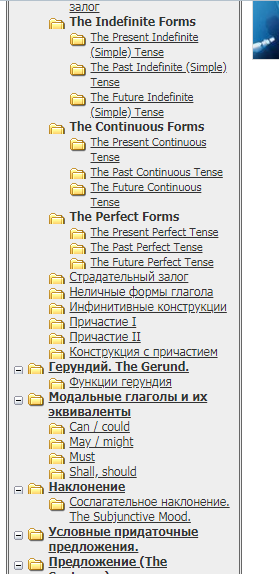 залог
The Indefinite Forms
The Present Indefinite
(Simple) Tense
The Past Indefinite (Simple)
Tense
The Future Indefinite
(Simple) Tense
The Continuous Forms
The Present Continuous
Tense
The Past Continuous Tense
The Future Continuous
Tense
The Perfect Forms
The Present Perfect Tense
The Past Perfect Tense
The Future Perfect Tense
Страдательный залог
Неличные формы глагола
Инфинитивные конструкции
Причастие I
Причастие II
Конструкция с причастием
Герундий. The Gerund.
Функции герундия
Модальные глаголы и их
эквиваленты
Can / could
May / might
Must
Shall, should
Наклонение
Сослагательное наклонение.
The Subjunctive Mood.
Условные придаточные
предложения.
Предложение (The